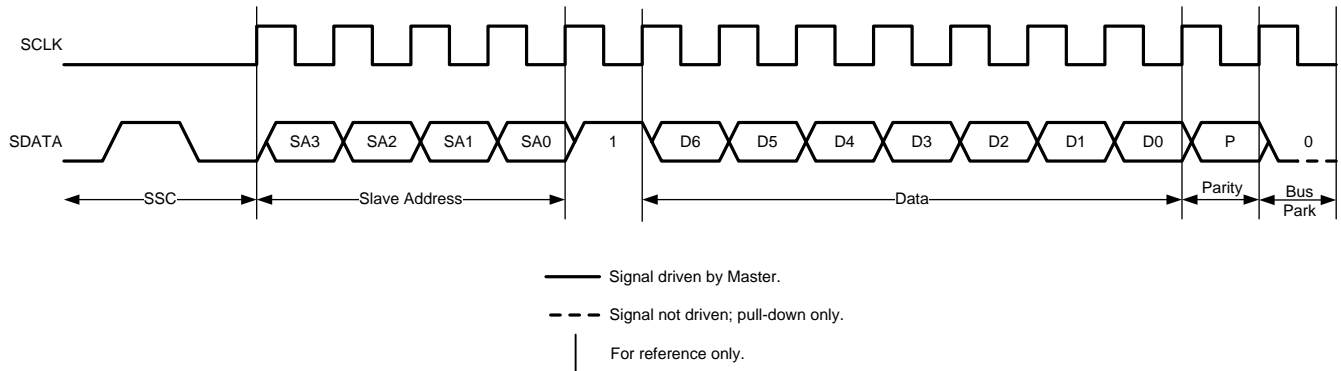 SCLK
SDATA
SA3 SA2 SA1 SA0 1 D6 D5 D4 D3 D2 D1 D0 P 0
SSC Slave Address Data Parity Bus Park
Signal driven by Master.
Signal not driven; pull-down only.
For reference only.